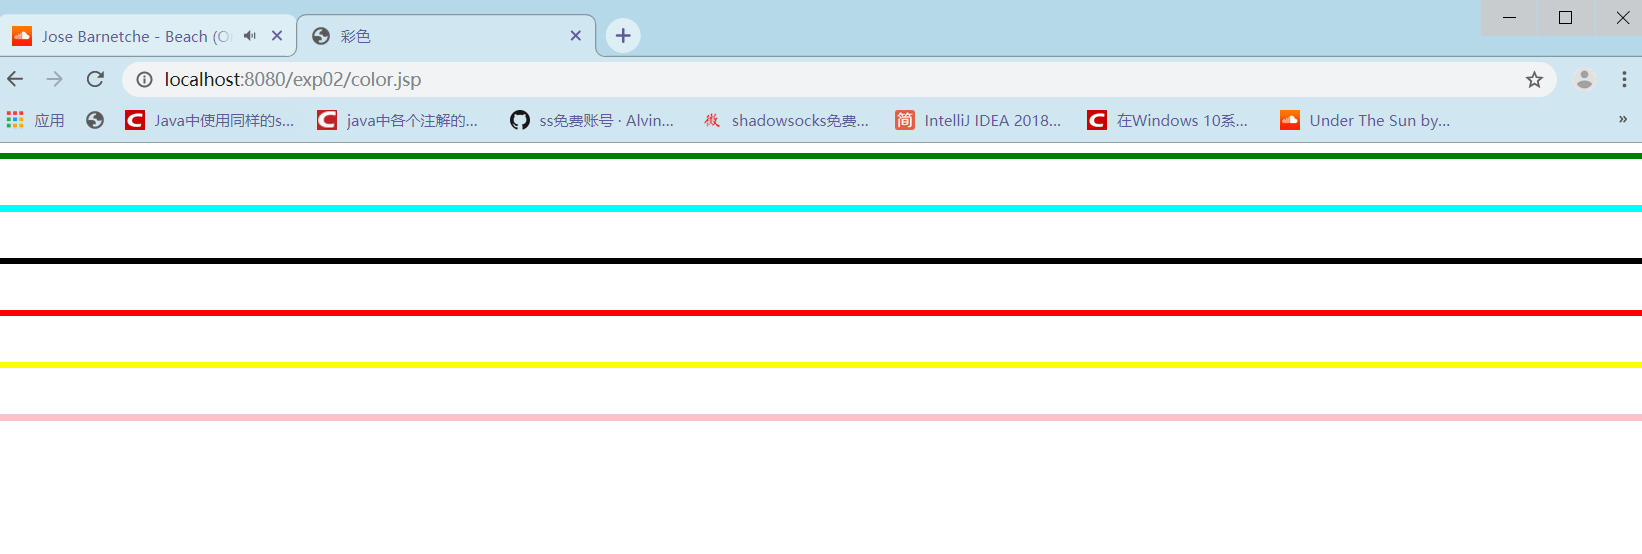 Jose Barnetche - Beach (O
彩色
localhost:8080/exp02/color.jsp
应用
Java中使用同样的s...
java中各个注解的...
ss免费账号 · Alvin...
微
shadowsocks免费...
简
IntelliJ IDEA 2018...
在Windows 10系...
Under The Sun by...
»